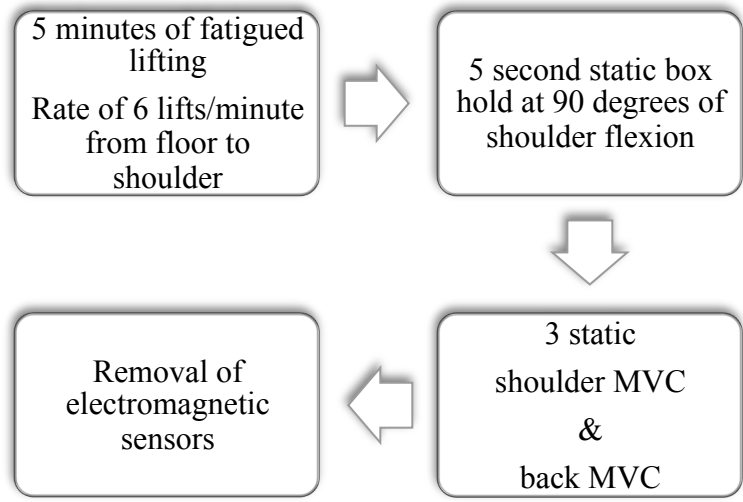 5 minutes of fatigued
lifting
Rate of 6 lifts/minute
from floor to
shoulder
5 second static box
hold at 90 degrees of
shoulder flexion
3 static
shoulder MVC
&
back MVC
Removal of
electromagnetic
sensors